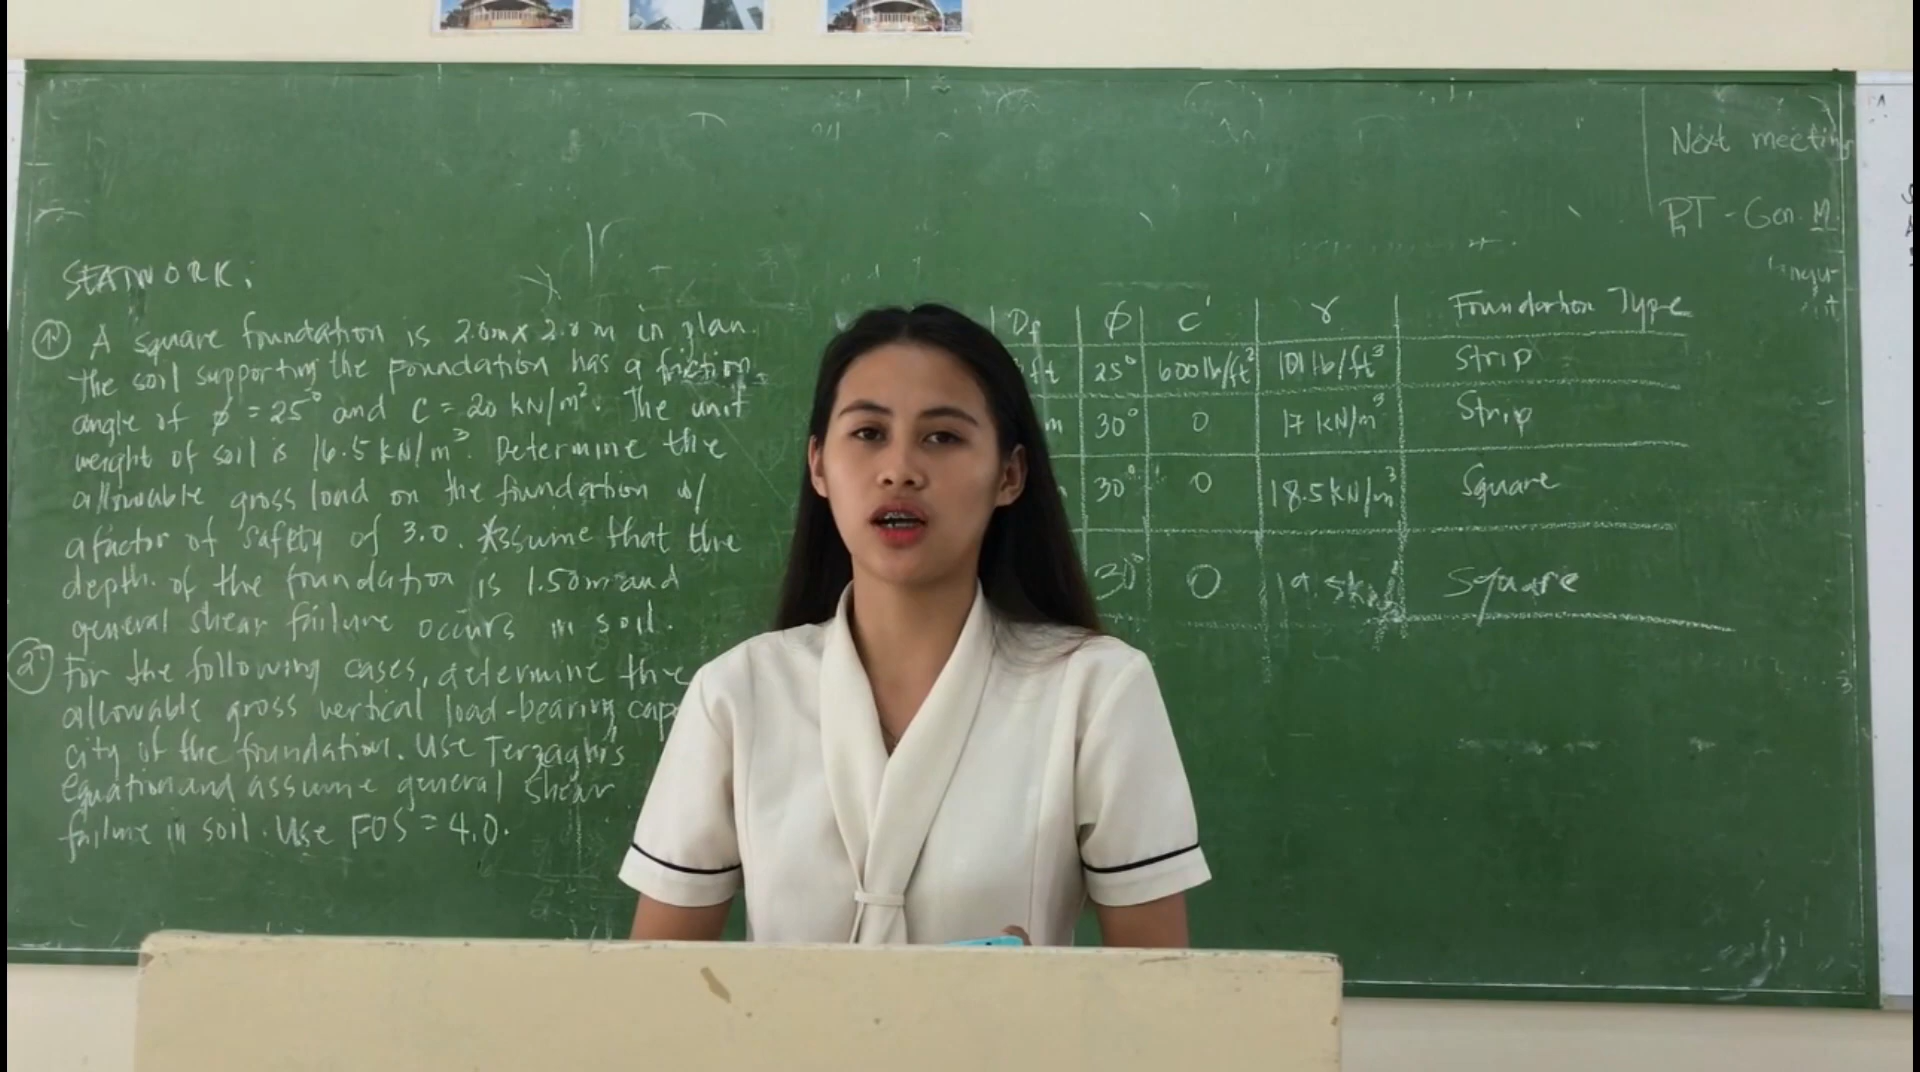 SEATWORK:
1. A square foundation is 2.0m x 2.0 m in plan.
The soil supporting the foundation has a friction
angle of ϕ = 25° and C = 20 kN/m². The unit
weight of soil is 16.5 kN/m³. Determine the
allowable gross load on the foundation w/
a factor of safety of 3.0. Assume that the
depth. of the foundation is 1.50m and
general shear failure occurs in soil.
2. For the following cases, determine the
allowable gross vertical load-bearing capa
city of the foundation. Use Terzaghi's
equation and assume general shear
failure in soil. Use FOS = 4.0.
Df ϕ c' γ Foundation Type
ft 25° 600 lb/ft² 101 lb/ft³ Strip
m 30° 0 17 kN/m³ Strip
30° 0 18.5 kN/m³ Square
30° 0 19.5 k Square
Next meeting
- Gen. M.